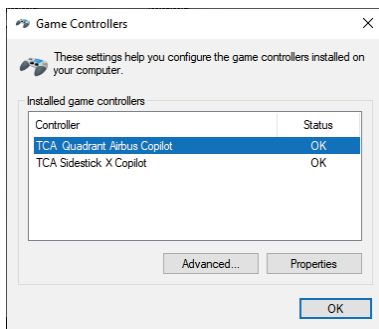 Game Controllers
These settings help you configure the game controllers installed on
your computer.
Installed game controllers
Controller Status
TCA Quadrant Airbus Copilot OK
TCA Sidestick X Copilot OK
Advanced... Properties
OK